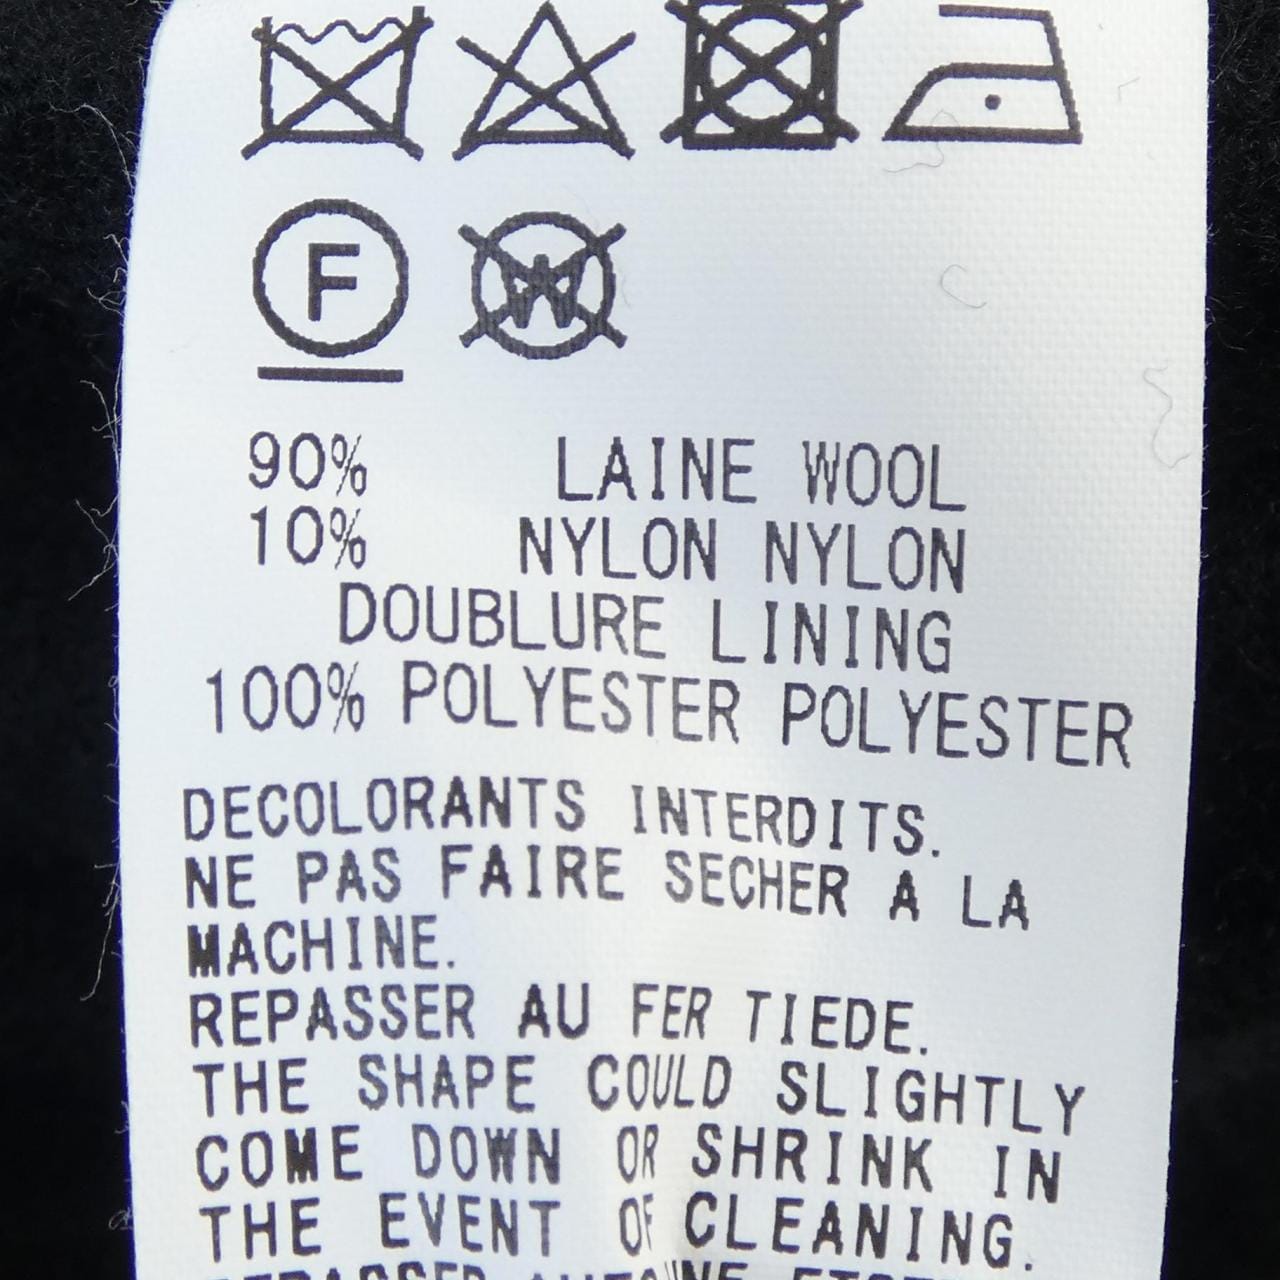 F W
90% LAINE WOOL
10% NYLON NYLON
DOUBLURE LINING
100% POLYESTER POLYESTER
DECOLORANTS INTERDITS.
NE PAS FAIRE SECHER A LA
MACHINE.
REPASSER AU FER TIEDE.
THE SHAPE COULD SLIGHTLY
COME DOWN OR SHRINK IN
THE EVENT OF CLEANING.